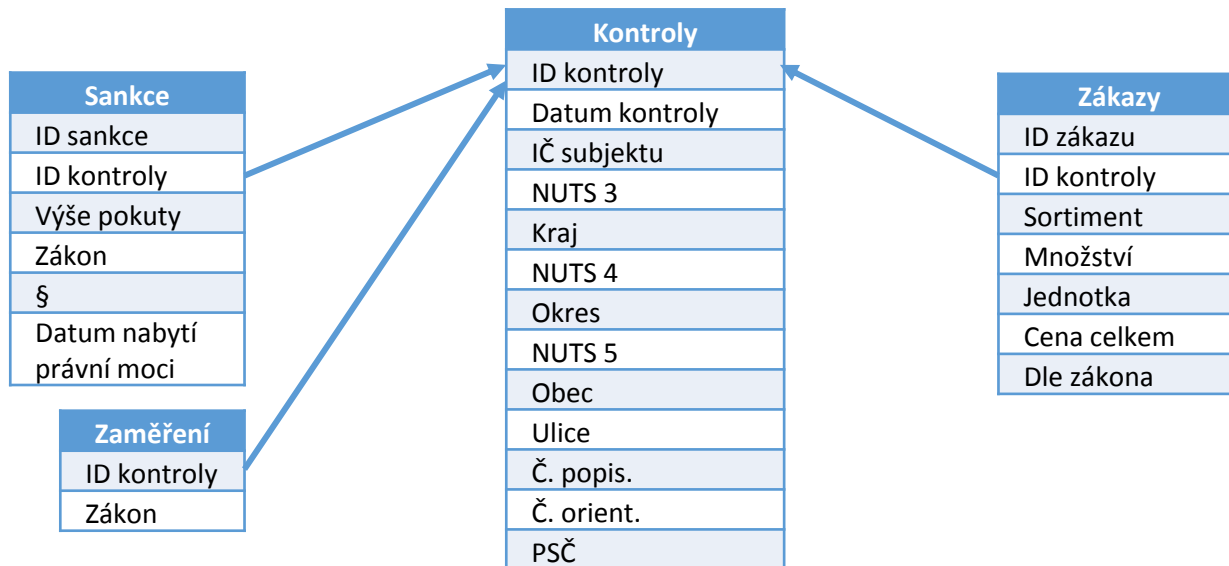 Kontroly
ID kontroly
Datum kontroly
IČ subjektu
NUTS 3
Kraj
NUTS 4
Okres
NUTS 5
Obec
Ulice
Č. popis.
Č. orient.
PSČ
Sankce
ID sankce
ID kontroly
Výše pokuty
Zákon
§
Datum nabytí
právní moci
Zaměření
ID kontroly
Zákon
Zákazy
ID zákazu
ID kontroly
Sortiment
Množství
Jednotka
Cena celkem
Dle zákona